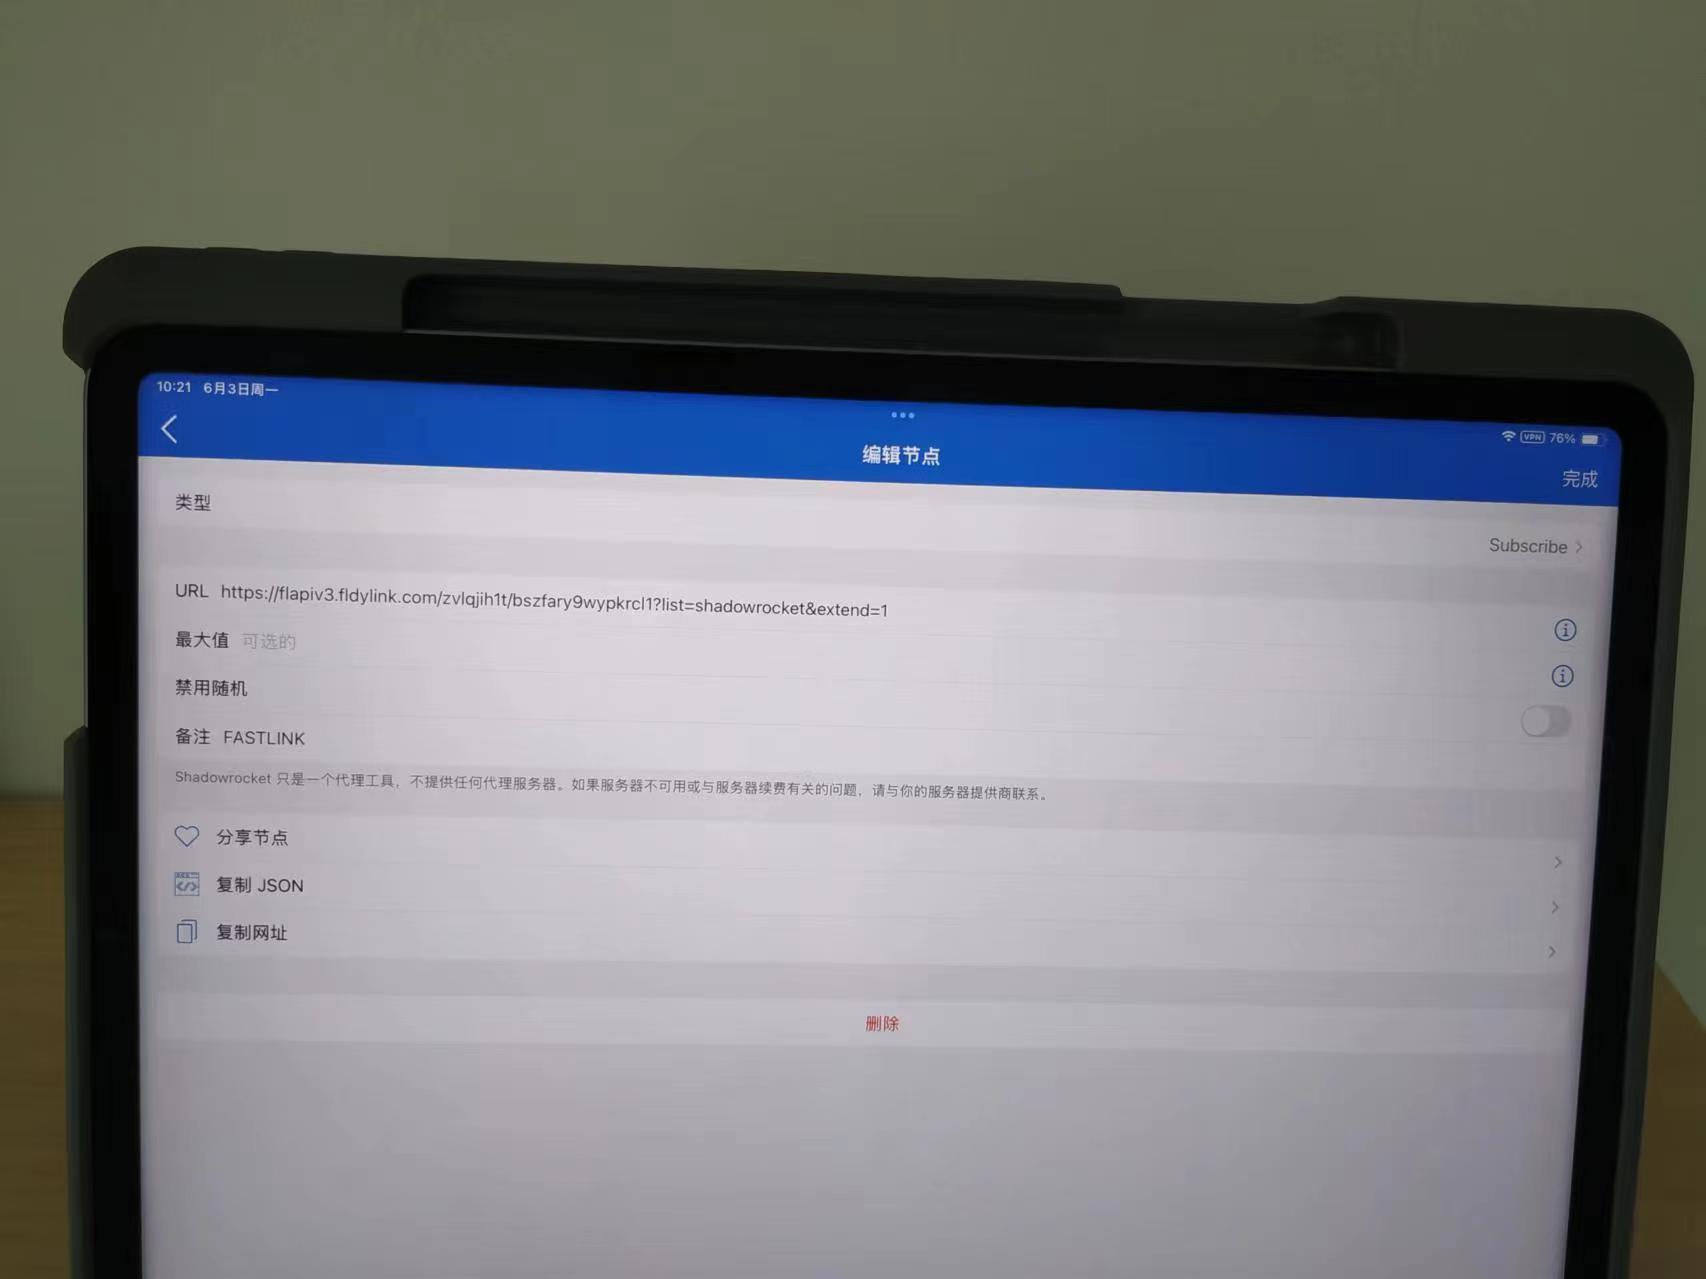 10:21 6月3日周一
VPN 76%
编辑节点
完成
类型
Subscribe
URL https://flapiv3.fldylink.com/zvlqjih1t/bszfary9wypkrcl1?list=shadowrocket&extend=1
最大值 可选的
禁用随机
备注 FASTLINK
Shadowrocket 只是一个代理工具，不提供任何代理服务器。如果服务器不可用或与服务器续费有关的问题，请与你的服务器提供商联系。
分享节点
复制 JSON
复制网址
删除